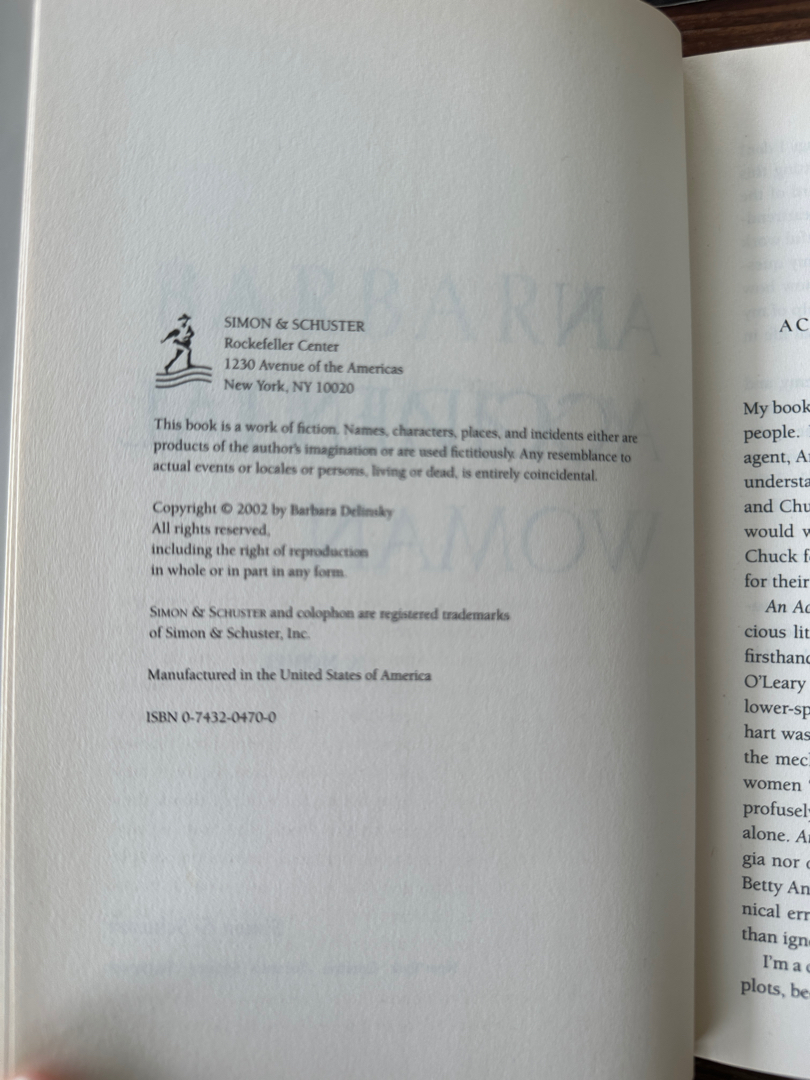 SIMON & SCHUSTER
Rockefeller Center
1230 Avenue of the Americas
New York, NY 10020
This book is a work of fiction. Names, characters, places, and incidents either are
products of the author's imagination or are used fictitiously. Any resemblance to
actual events or locales or persons, living or dead, is entirely coincidental.
Copyright © 2002 by Barbara Delinsky
All rights reserved,
including the right of reproduction
in whole or in part in any form.
SIMON & SCHUSTER and colophon are registered trademarks
of Simon & Schuster, Inc.
Manufactured in the United States of America
ISBN 0-7432-0470-0
AC
My book
people.
agent, A
understa
and Chu
would w
Chuck f
for their
An Ac
cious lit
firsthand
O'Leary
lower-sp
hart was
the mec
women
profusely
alone. A
gia nor
Betty An
nical err
than ign
I'm a
plots, be